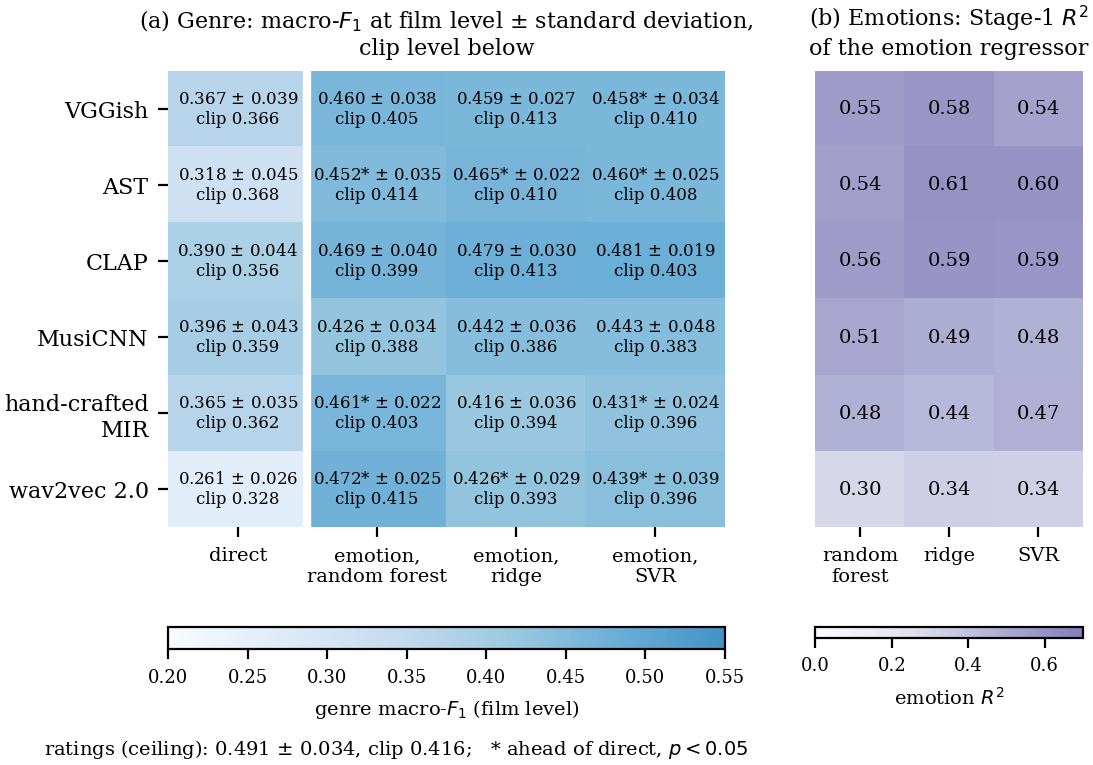 (a) Genre: macro-F₁ at film level ± standard deviation,
clip level below
(b) Emotions: Stage-1 R²
of the emotion regressor
VGGish
0.367 ± 0.039
clip 0.366
0.460 ± 0.038
clip 0.405
0.459 ± 0.027
clip 0.413
0.458* ± 0.034
clip 0.410
0.55
0.58
0.54
AST
0.318 ± 0.045
clip 0.368
0.452* ± 0.035
clip 0.414
0.465* ± 0.022
clip 0.410
0.460* ± 0.025
clip 0.408
0.54
0.61
0.60
CLAP
0.390 ± 0.044
clip 0.356
0.469 ± 0.040
clip 0.399
0.479 ± 0.030
clip 0.413
0.481 ± 0.019
clip 0.403
0.56
0.59
0.59
MusiCNN
0.396 ± 0.043
clip 0.359
0.426 ± 0.034
clip 0.388
0.442 ± 0.036
clip 0.386
0.443 ± 0.048
clip 0.383
0.51
0.49
0.48
hand-crafted
MIR
0.365 ± 0.035
clip 0.362
0.461* ± 0.022
clip 0.403
0.416 ± 0.036
clip 0.394
0.431* ± 0.024
clip 0.396
0.48
0.44
0.47
wav2vec 2.0
0.261 ± 0.026
clip 0.328
0.472* ± 0.025
clip 0.415
0.426* ± 0.029
clip 0.393
0.439* ± 0.039
clip 0.396
0.30
0.34
0.34
direct
emotion,
random forest
emotion,
ridge
emotion,
SVR
random
forest
ridge
SVR
0.20 0.25 0.30 0.35 0.40 0.45 0.50 0.55
genre macro-F₁ (film level)
0.0 0.2 0.4 0.6
emotion R²
ratings (ceiling): 0.491 ± 0.034, clip 0.416; * ahead of direct, p < 0.05